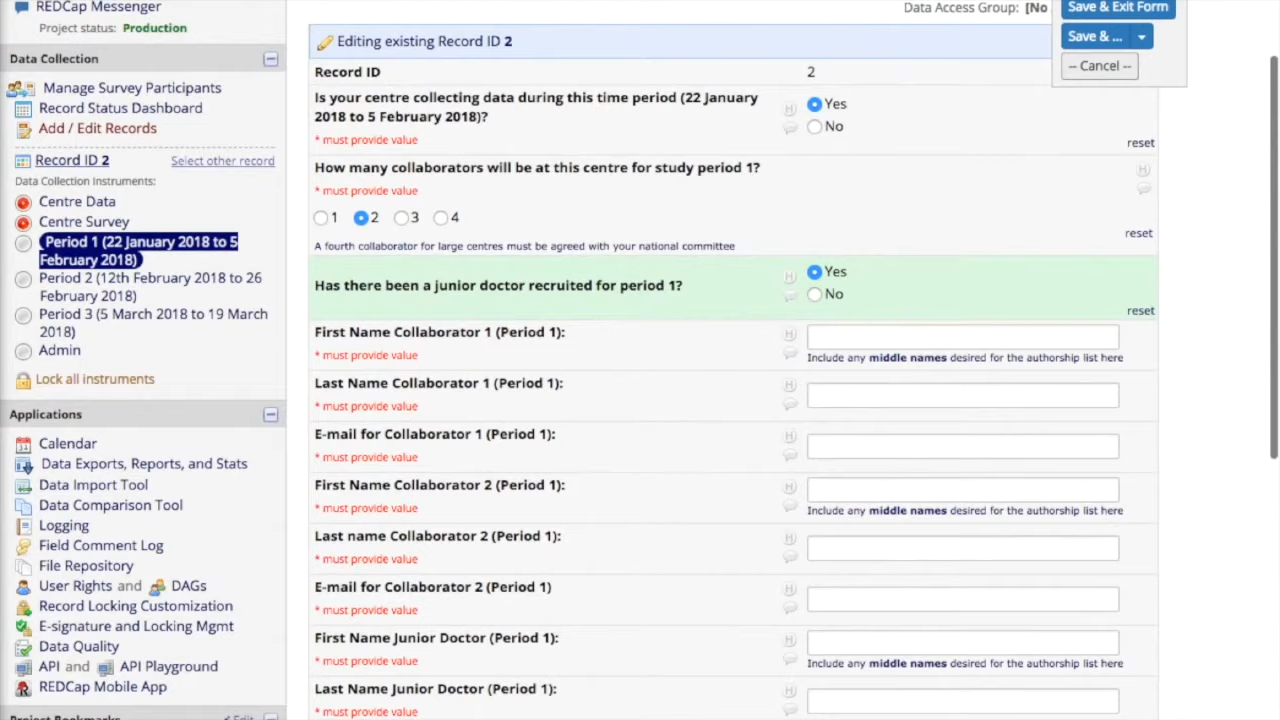 REDCap Messenger
Project status: Production
Data Collection
Manage Survey Participants
Record Status Dashboard
Add / Edit Records
Record ID 2 Select other record
Data Collection Instruments:
Centre Data
Centre Survey
Period 1 (22 January 2018 to 5
February 2018)
Period 2 (12th February 2018 to 26
February 2018)
Period 3 (5 March 2018 to 19 March
2018)
Admin
Lock all instruments
Applications
Calendar
Data Exports, Reports, and Stats
Data Import Tool
Data Comparison Tool
Logging
Field Comment Log
File Repository
User Rights and DAGs
Record Locking Customization
E-signature and Locking Mgmt
Data Quality
API and API Playground
REDCap Mobile App
Project Bookmarks Edit
Data Access Group: [No
Save & Exit Form
Save & ...
-- Cancel --
Editing existing Record ID 2
Record ID 2
Is your centre collecting data during this time period (22 January
2018 to 5 February 2018)?
* must provide value
Yes
No
reset
How many collaborators will be at this centre for study period 1?
* must provide value
1 2 3 4
reset
A fourth collaborator for large centres must be agreed with your national committee
Has there been a junior doctor recruited for period 1?
Yes
No
reset
First Name Collaborator 1 (Period 1):
* must provide value
Include any middle names desired for the authorship list here
Last Name Collaborator 1 (Period 1):
* must provide value
E-mail for Collaborator 1 (Period 1):
* must provide value
First Name Collaborator 2 (Period 1):
* must provide value
Include any middle names desired for the authorship list here
Last name Collaborator 2 (Period 1):
* must provide value
E-mail for Collaborator 2 (Period 1)
* must provide value
First Name Junior Doctor (Period 1):
* must provide value
Include any middle names desired for the authorship list here
Last Name Junior Doctor (Period 1):
* must provide value